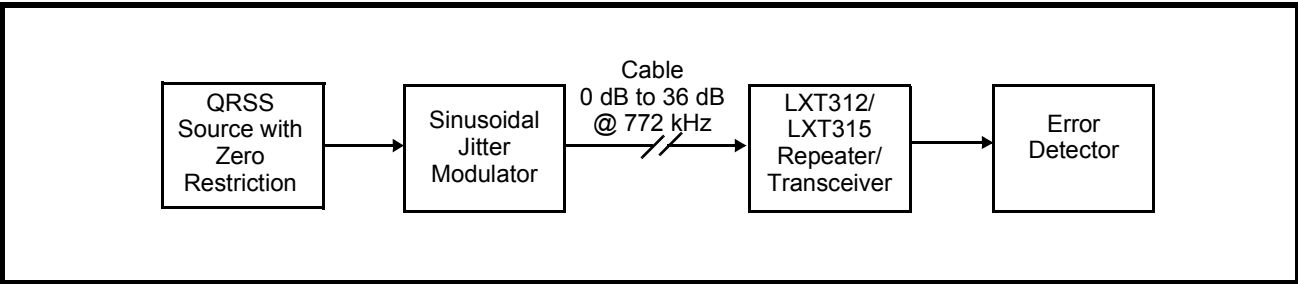 QRSS
Source with
Zero
Restriction
Sinusoidal
Jitter
Modulator
Cable
0 dB to 36 dB
@ 772 kHz
LXT312/
LXT315
Repeater/
Transceiver
Error
Detector